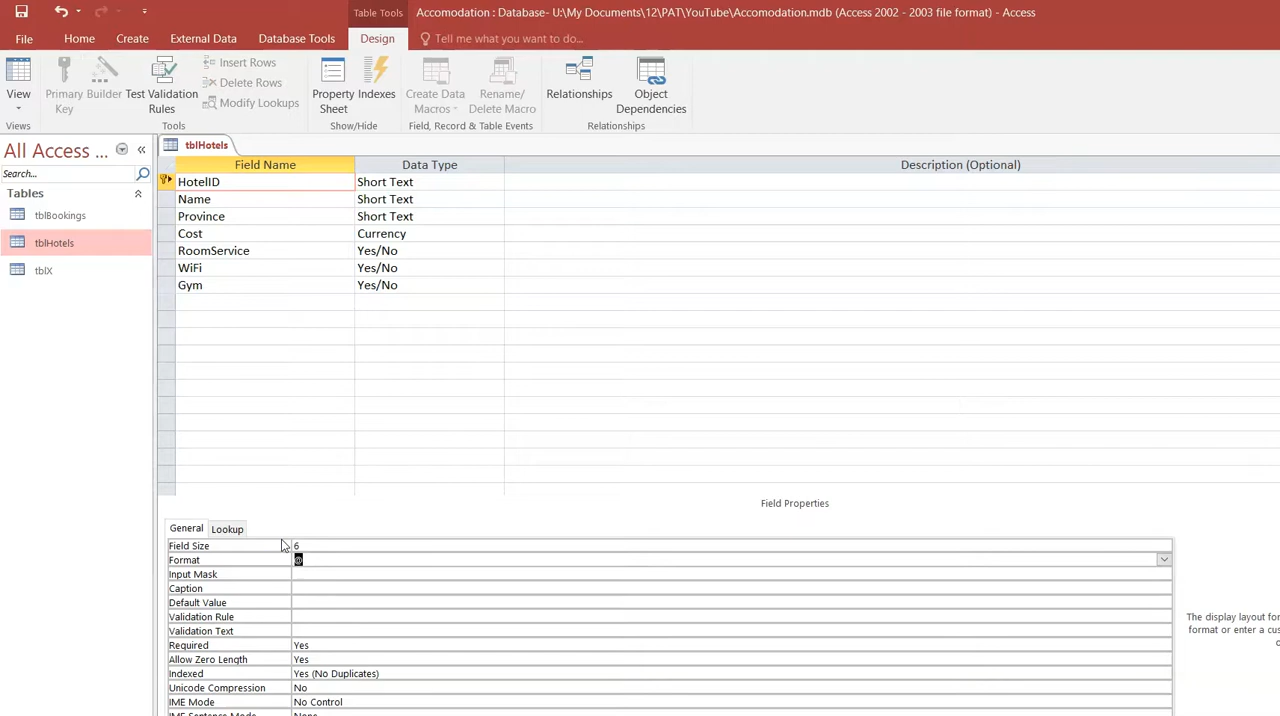 Table Tools
Accomodation : Database- U:\My Documents\12\PAT\YouTube\Accomodation.mdb (Access 2002 - 2003 file format) - Access
File Home Create External Data Database Tools Design Tell me what you want to do...
View
Primary Key
Builder
Test Validation Rules
Insert Rows
Delete Rows
Modify Lookups
Property Sheet
Indexes
Create Data Macros
Rename/ Delete Macro
Relationships
Object Dependencies
Views Tools Show/Hide Field, Record & Table Events Relationships
All Access ...
Search...
Tables
tblBookings
tblHotels
tblX
tblHotels
Field Name Data Type Description (Optional)
HotelID Short Text
Name Short Text
Province Short Text
Cost Currency
RoomService Yes/No
WiFi Yes/No
Gym Yes/No
Field Properties
General Lookup
Field Size 6
Format @
Input Mask
Caption
Default Value
Validation Rule
Validation Text
Required Yes
Allow Zero Length Yes
Indexed Yes (No Duplicates)
Unicode Compression No
IME Mode No Control
IME Sentence Mode None
The display layout for
format or enter a cus